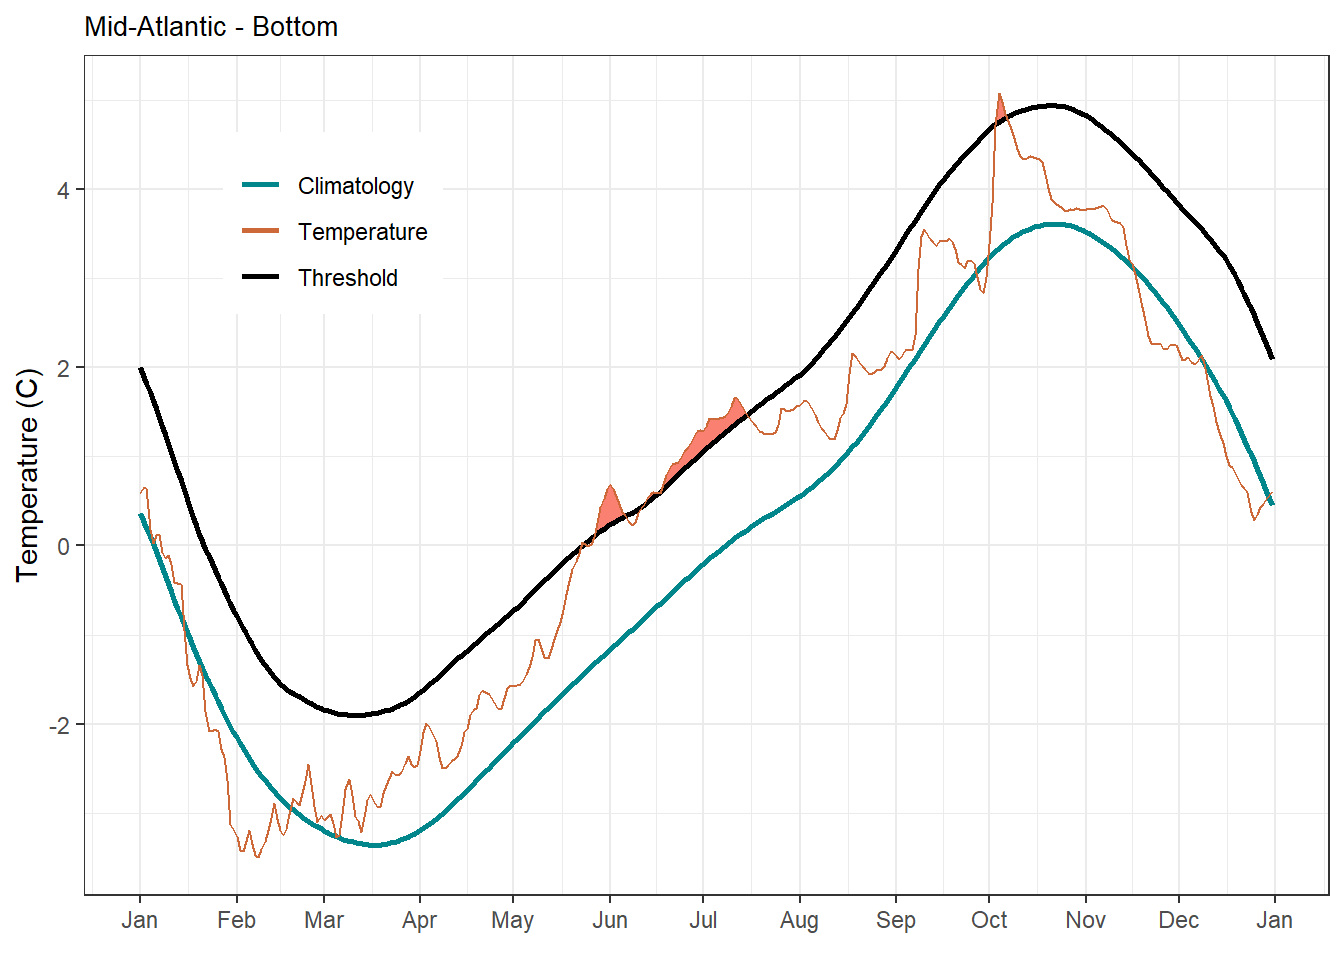 Mid-Atlantic - Bottom
Climatology
Temperature
Threshold
Temperature (C)
4
2
0
-2
Jan Feb Mar Apr May Jun Jul Aug Sep Oct Nov Dec Jan